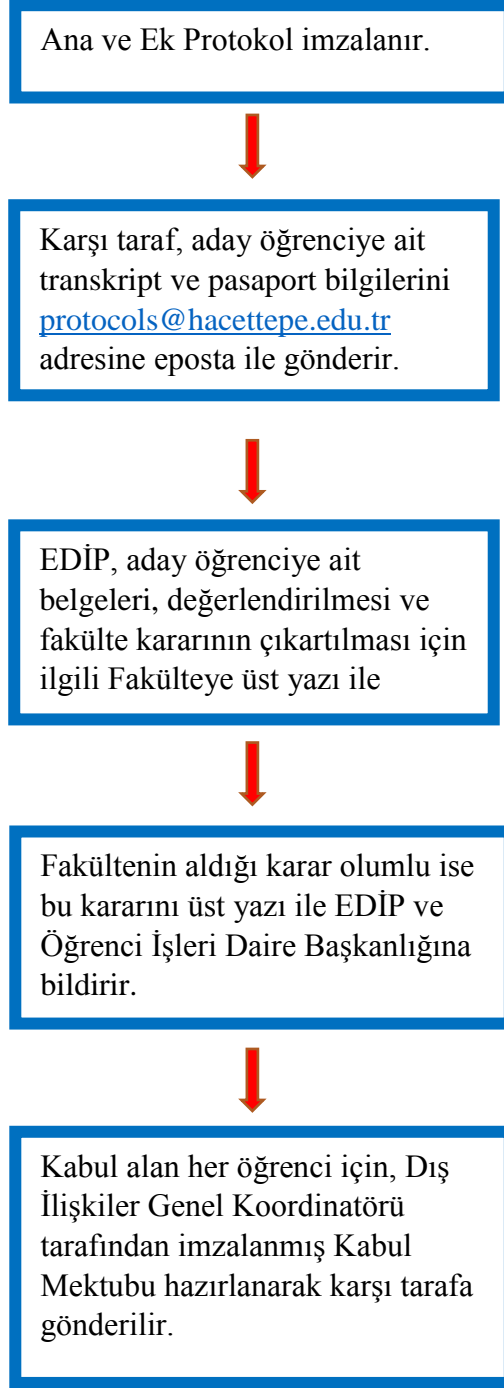 Ana ve Ek Protokol imzalanır.
Karşı taraf, aday öğrenciye ait
transkript ve pasaport bilgilerini
protocols@hacettepe.edu.tr
adresine eposta ile gönderir.
EDİP, aday öğrenciye ait
belgeleri, değerlendirilmesi ve
fakülte kararının çıkartılması için
ilgili Fakülteye üst yazı ile
Fakültenin aldığı karar olumlu ise
bu kararını üst yazı ile EDİP ve
Öğrenci İşleri Daire Başkanlığına
bildirir.
Kabul alan her öğrenci için, Dış
İlişkiler Genel Koordinatörü
tarafından imzalanmış Kabul
Mektubu hazırlanarak karşı tarafa
gönderilir.